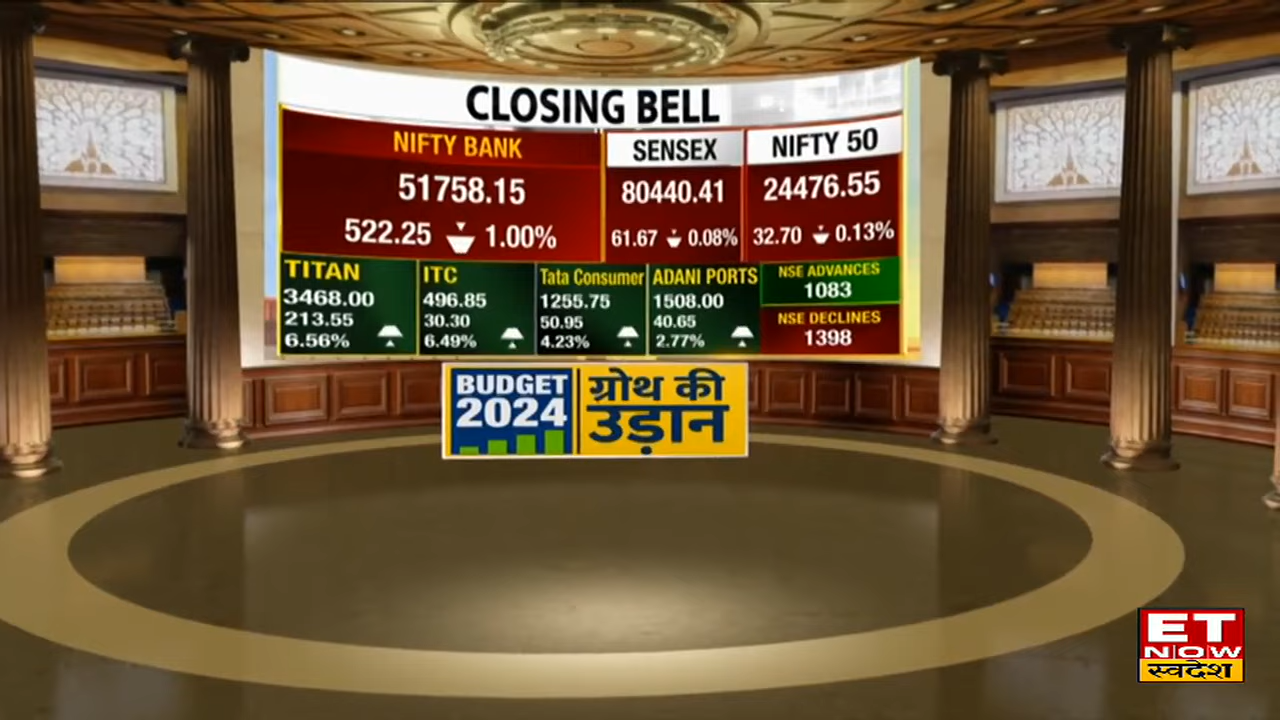 CLOSING BELL
NIFTY BANK
51758.15
522.25 1.00%
SENSEX
80440.41
61.67 0.08%
NIFTY 50
24476.55
32.70 0.13%
TITAN
3468.00
213.55
6.56%
ITC
496.85
30.30
6.49%
Tata Consumer
1255.75
50.95
4.23%
ADANI PORTS
1508.00
40.65
2.77%
NSE ADVANCES
1083
NSE DECLINES
1398
BUDGET
2024
ग्रोथ की
उड़ान
ET
NOW
स्वदेश